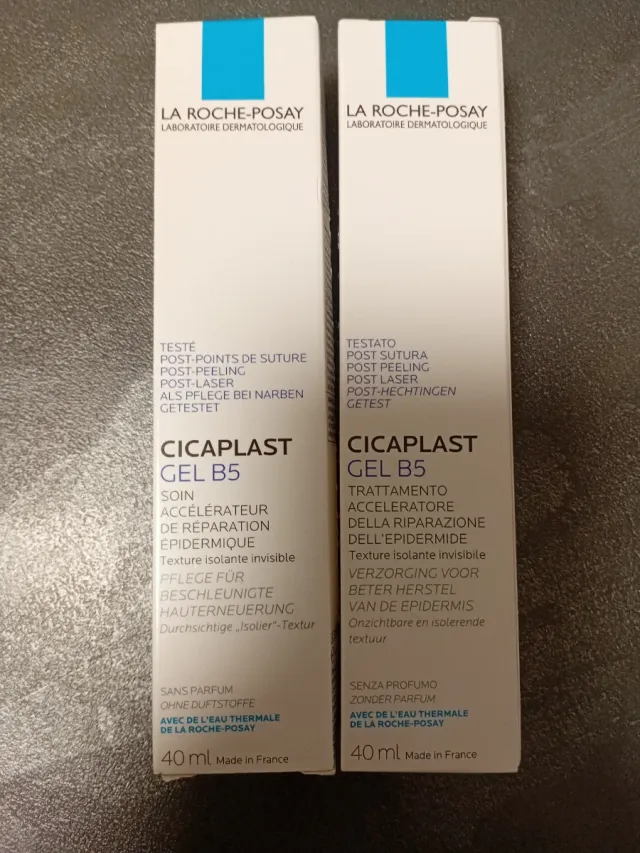 LA ROCHE-POSAY
LABORATOIRE DERMATOLOGIQUE
TESTÉ
POST-POINTS DE SUTURE
POST-PEELING
POST-LASER
ALS PFLEGE BEI NARBEN
GETESTET
CICAPLAST
GEL B5
SOIN
ACCÉLÉRATEUR
DE RÉPARATION
ÉPIDERMIQUE
Texture isolante invisible
PFLEGE FÜR
BESCHLEUNIGTE
HAUTERNEUERUNG
Durchsichtige „Isolier"-Textur
SANS PARFUM
OHNE DUFTSTOFFE
AVEC DE L'EAU THERMALE
DE LA ROCHE-POSAY
40 ml Made in France
LA ROCHE-POSAY
LABORATOIRE DERMATOLOGIQUE
TESTATO
POST SUTURA
POST PEELING
POST LASER
POST-HECHTINGEN
GETEST
CICAPLAST
GEL B5
TRATTAMENTO
ACCELERATORE
DELLA RIPARAZIONE
DELL'EPIDERMIDE
Texture isolante invisibile
VERZORGING VOOR
BETER HERSTEL
VAN DE EPIDERMIS
Onzichtbare en isolerende
textuur
SENZA PROFUMO
ZONDER PARFUM
AVEC DE L'EAU THERMALE
DE LA ROCHE-POSAY
40 ml Made in France